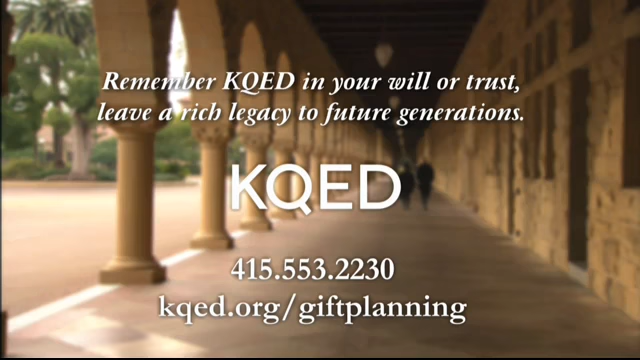 Remember KQED in your will or trust,
leave a rich legacy to future generations.
KQED
415.553.2230
kqed.org/giftplanning